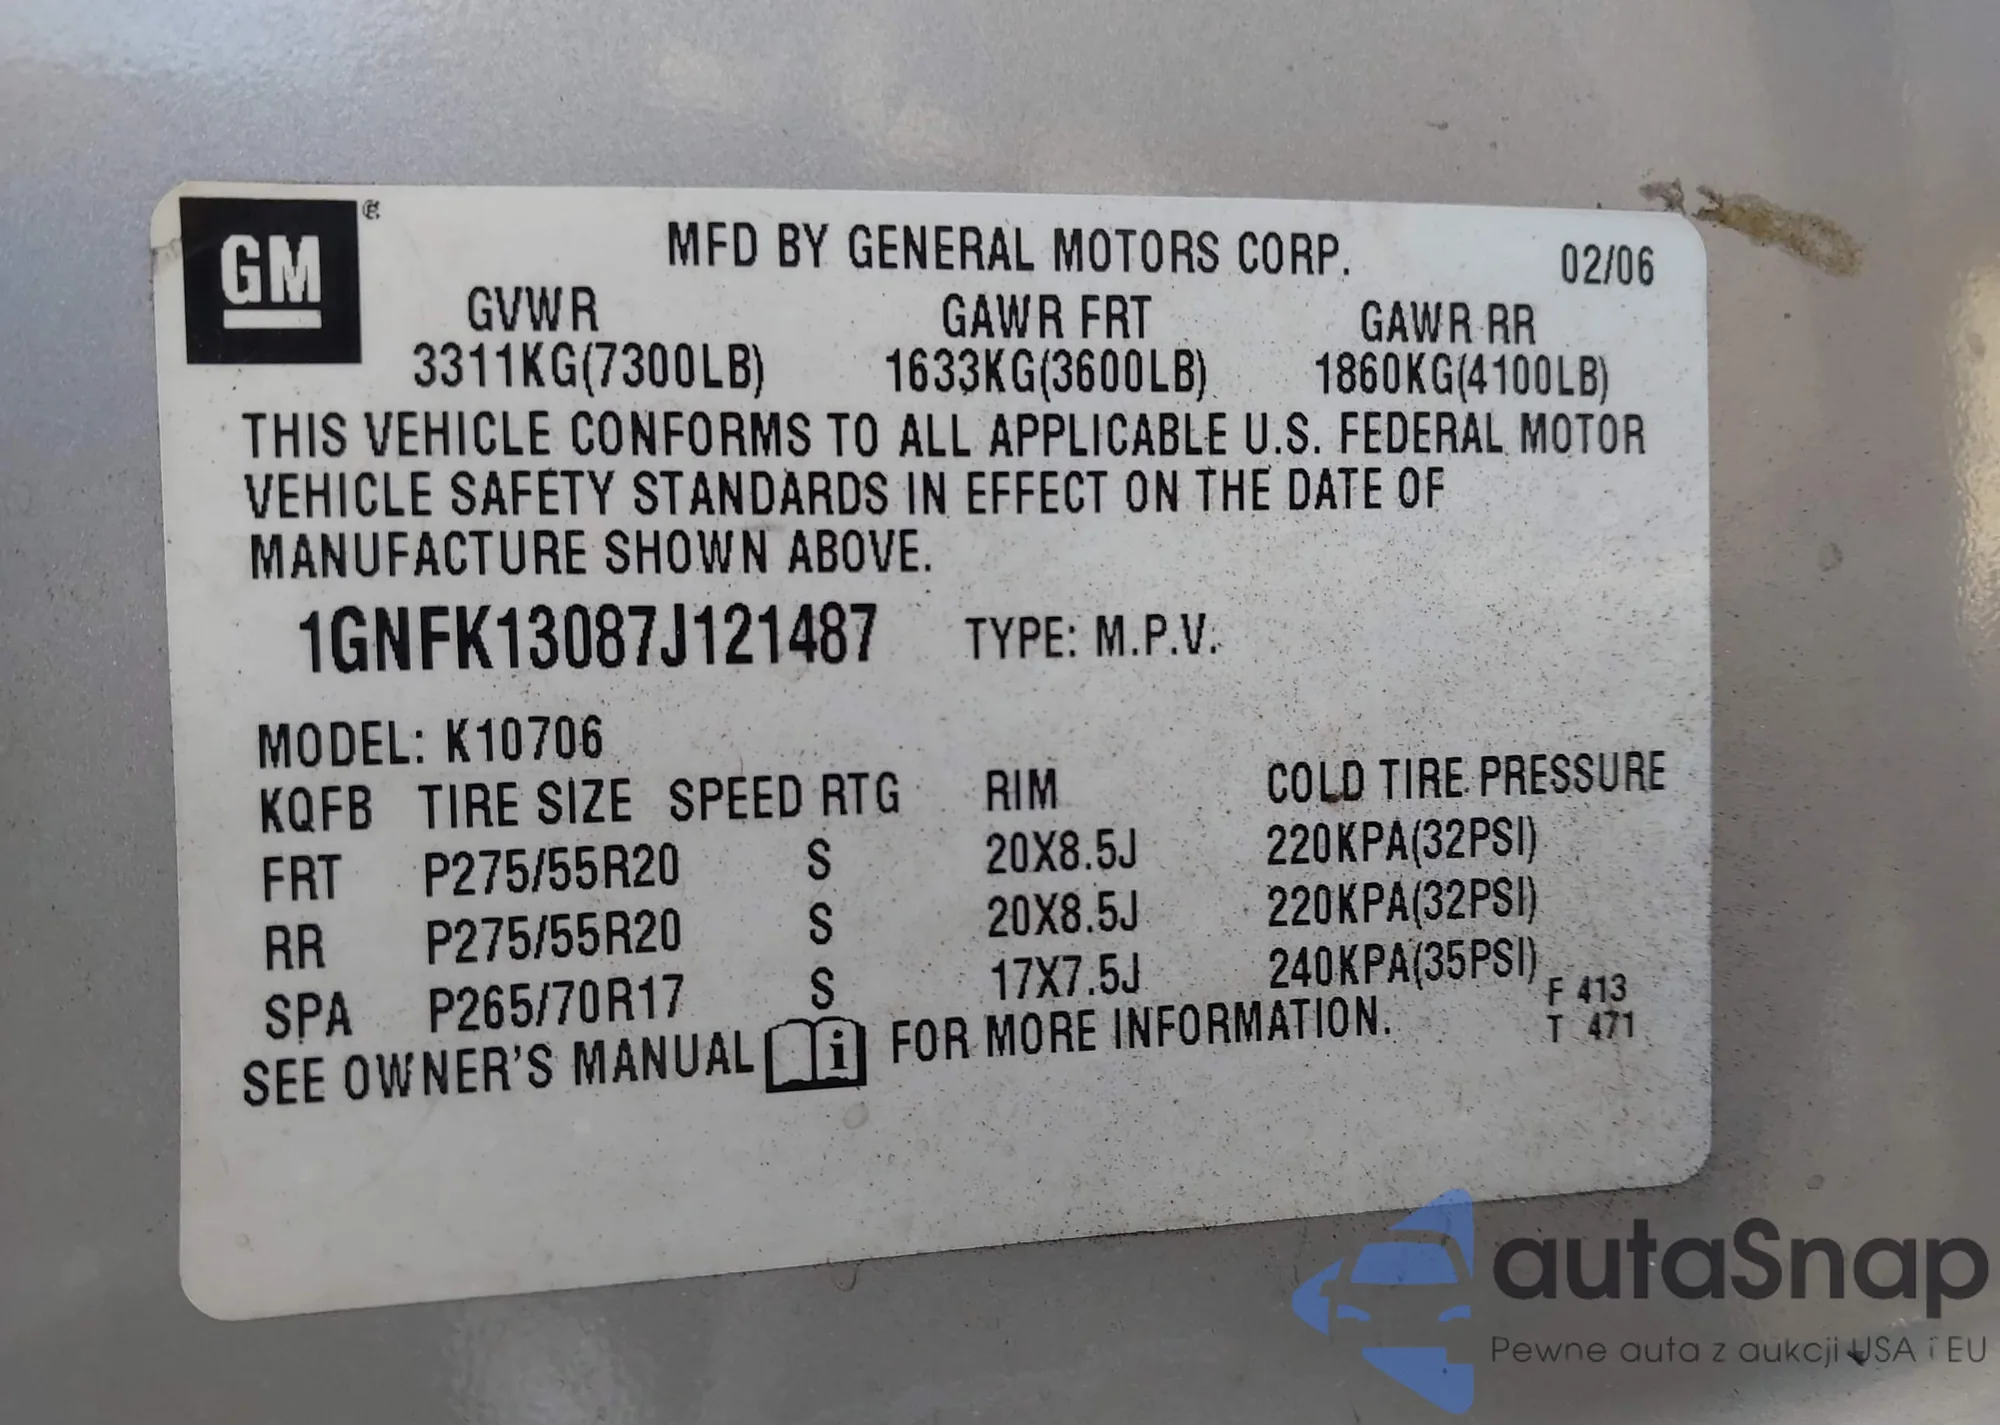 GM
MFD BY GENERAL MOTORS CORP. 02/06
GVWR GAWR FRT GAWR RR
3311KG(7300LB) 1633KG(3600LB) 1860KG(4100LB)
THIS VEHICLE CONFORMS TO ALL APPLICABLE U.S. FEDERAL MOTOR
VEHICLE SAFETY STANDARDS IN EFFECT ON THE DATE OF
MANUFACTURE SHOWN ABOVE.
1GNFK13087J121487 TYPE: M.P.V.
MODEL: K10706
KQFB TIRE SIZE SPEED RTG RIM COLD TIRE PRESSURE
FRT P275/55R20 S 20X8.5J 220KPA(32PSI)
RR P275/55R20 S 20X8.5J 220KPA(32PSI)
SPA P265/70R17 S 17X7.5J 240KPA(35PSI)
F 413
SEE OWNER'S MANUAL i FOR MORE INFORMATION.
T 471
autaSnap
Pewne auta z aukcji USA i EU